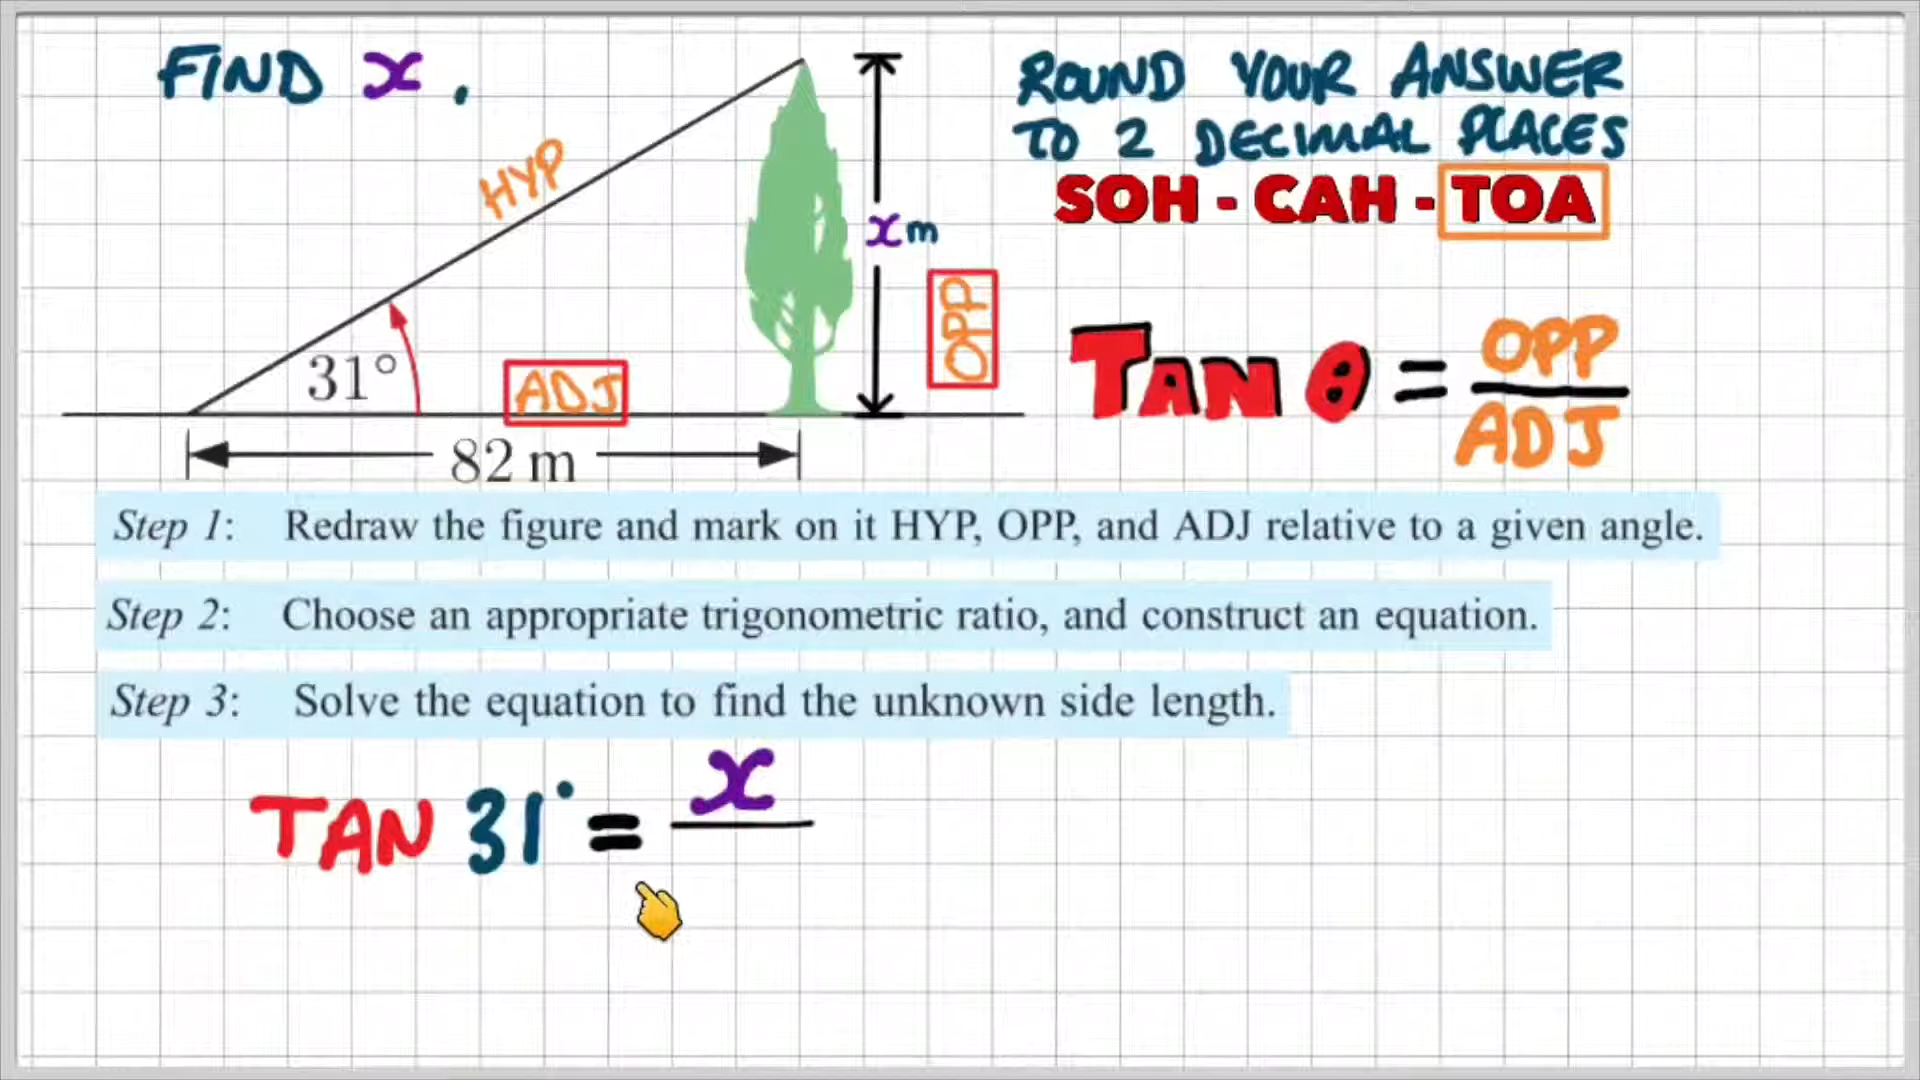 FIND x.
ROUND YOUR ANSWER
TO 2 DECIMAL PLACES
SOH - CAH - TOA
HYP
xm
OPP
31°
ADJ
82 m
TAN θ = OPP
ADJ
Step 1: Redraw the figure and mark on it HYP, OPP, and ADJ relative to a given angle.
Step 2: Choose an appropriate trigonometric ratio, and construct an equation.
Step 3: Solve the equation to find the unknown side length.
TAN 31° = x